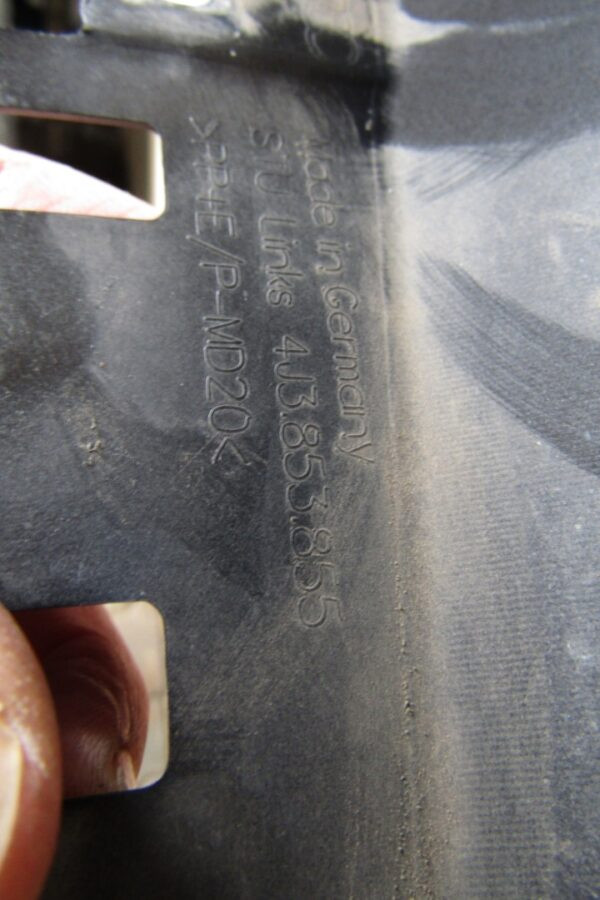 Made in Germany
STU Links 4J3.853.855
>PP+E/P-MD20<